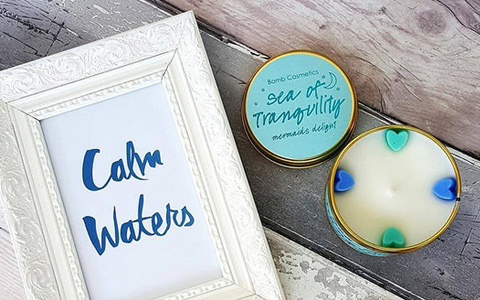 Calm
Waters
Bomb Cosmetics
Sea of
Tranquility
mermaids delight